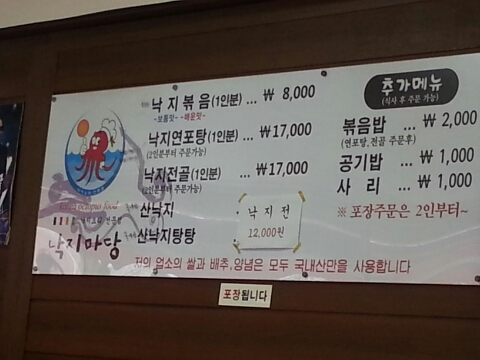 낙지볶음(1인분) ... ₩ 8,000
-보통맛- -매운맛-
낙지연포탕(1인분) ... ₩17,000
(2인분부터 주문가능)
낙지전골(1인분) ... ₩17,000
(2인분부터 주문가능)
산낙지
산낙지탕탕
낙지전
12,000원
낙지마당
추가메뉴
(식사 후 주문 가능)
볶음밥 ... ₩ 2,000
(연포탕, 전골 주문후)
공기밥 ... ₩ 1,000
사 리 ... ₩ 1,000
※ 포장주문은 2인부터~
저희 업소의 쌀과 배추,양념은 모두 국내산만을 사용합니다
포장됩니다